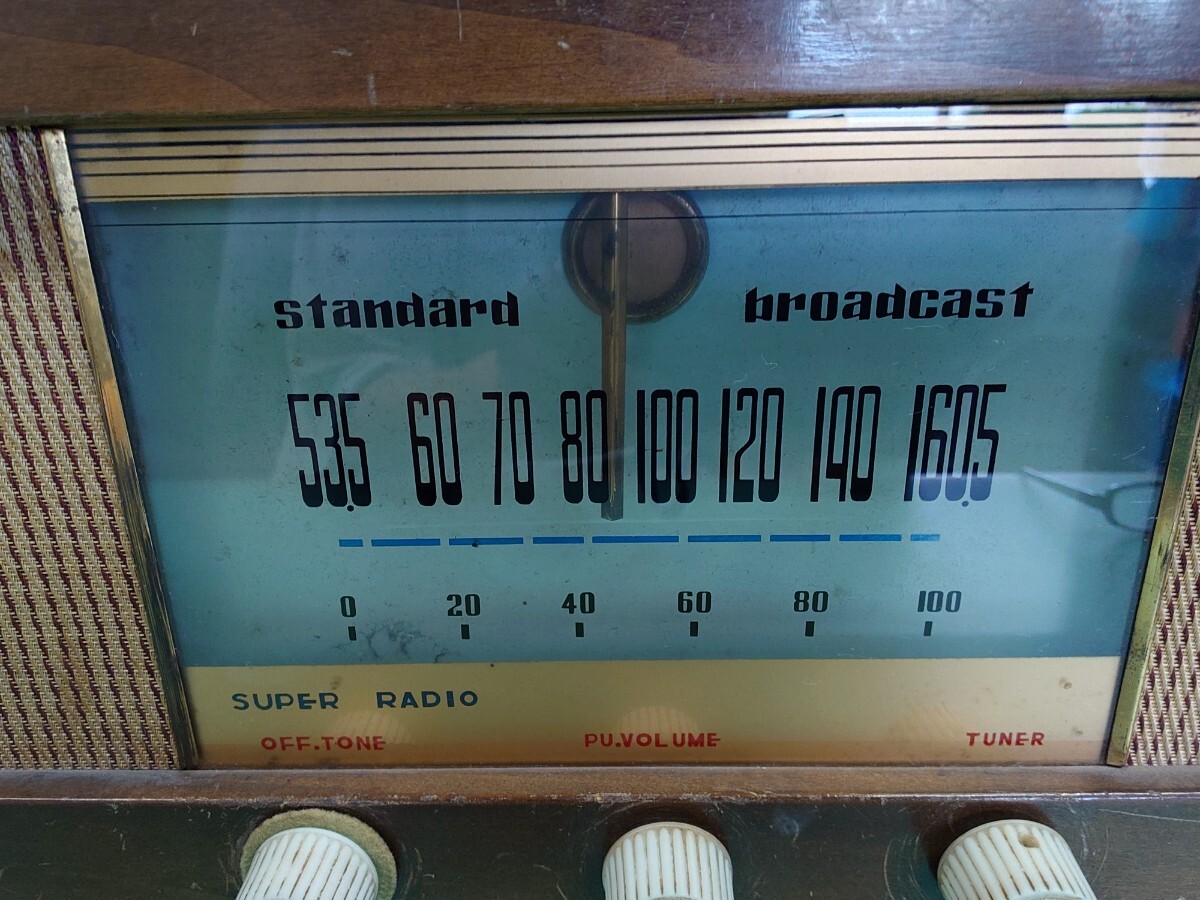 standard broadcast
53.5 60 70 80 100 120 140 160.5
0 20 40 60 80 100
SUPER RADIO
OFF.TONE PU.VOLUME TUNER